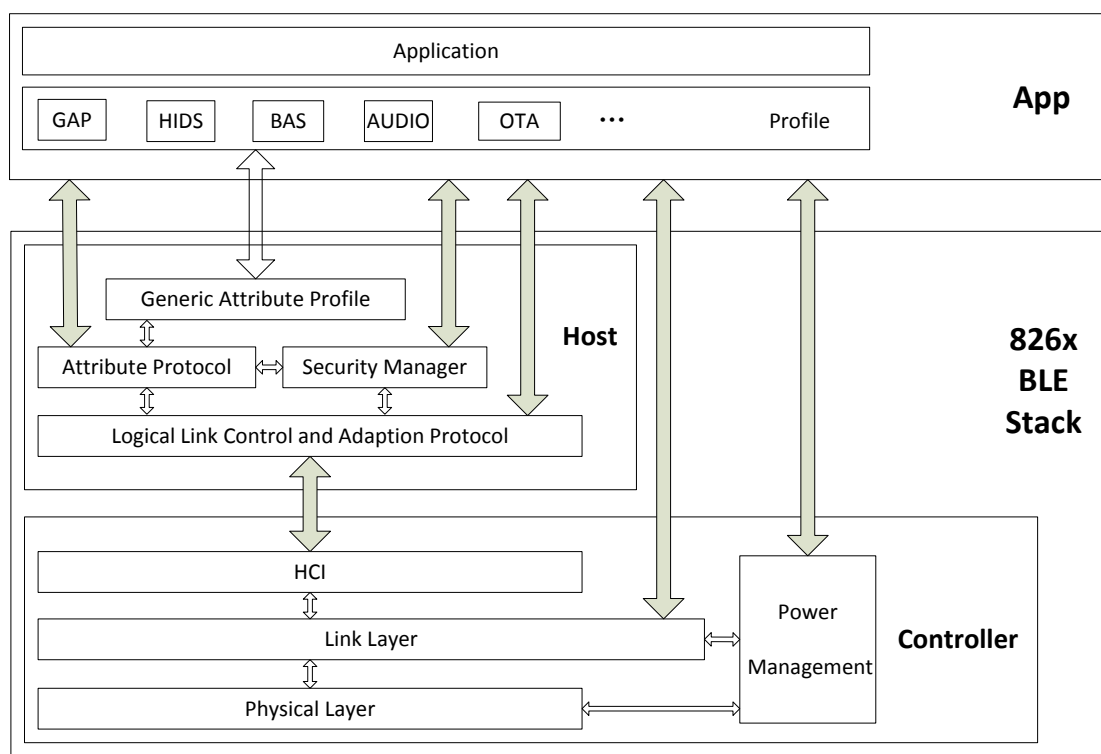 Application
App
GAP
HIDS
BAS
AUDIO
OTA
...
Profile
Generic Attribute Profile
Host
Attribute Protocol
Security Manager
Logical Link Control and Adaption Protocol
826x
BLE
Stack
HCI
Link Layer
Physical Layer
Power
Management
Controller